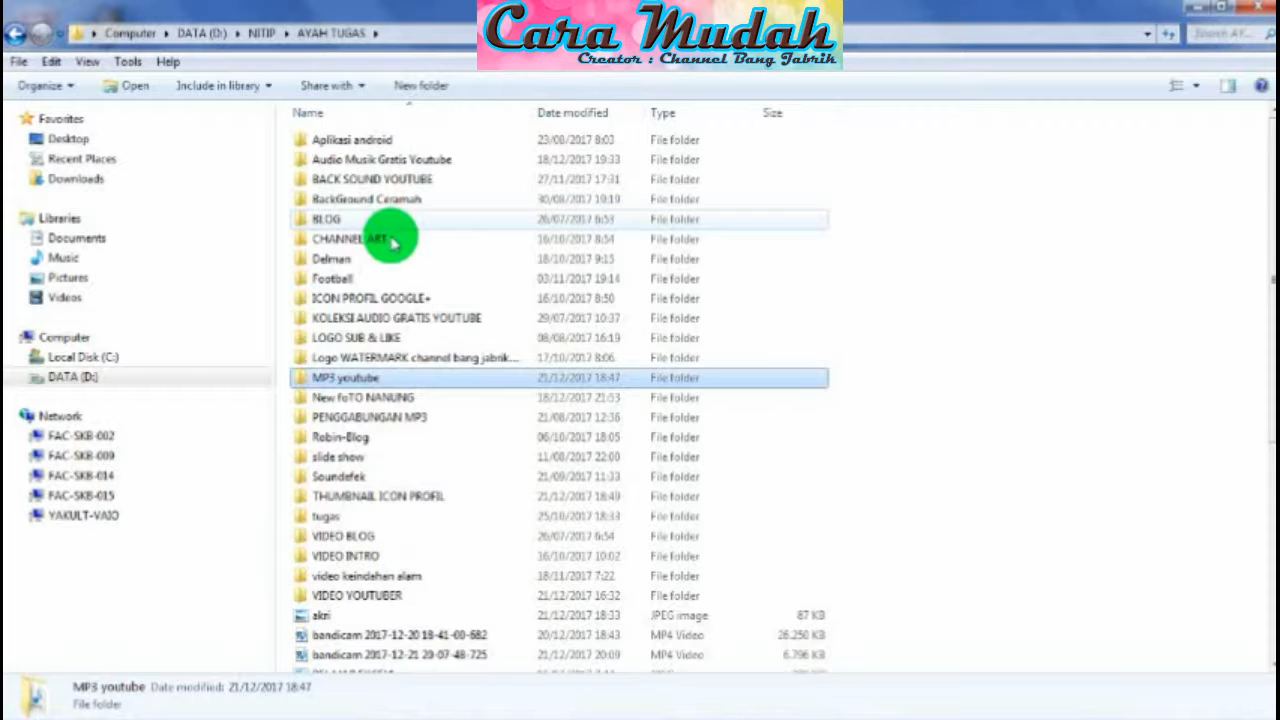 Cara Mudah
Creator : Channel Bang Jabrik
Computer DATA (D:) NITIP AYAH TUGAS
File Edit View Tools Help
Organize Open Include in library Share with New folder
Name Date modified Type Size
Favorites
Desktop
Recent Places
Downloads
Libraries
Documents
Music
Pictures
Videos
Computer
Local Disk (C:)
DATA (D:)
Network
FAC-SKB-002
FAC-SKB-009
FAC-SKB-014
FAC-SKB-015
YAKULT-VAIO
Aplikasi android 23/08/2017 8:03 File folder
Audio Musik Gratis Youtube 18/12/2017 19:33 File folder
BACK SOUND YOUTUBE 27/11/2017 17:31 File folder
BackGround Ceramah 30/08/2017 19:19 File folder
BLOG 26/07/2017 6:53 File folder
CHANNEL ART 16/10/2017 8:54 File folder
Delman 18/10/2017 9:15 File folder
Football 03/11/2017 19:14 File folder
ICON PROFIL GOOGLE+ 16/10/2017 8:50 File folder
KOLEKSI AUDIO GRATIS YOUTUBE 29/07/2017 10:37 File folder
LOGO SUB & LIKE 08/08/2017 16:19 File folder
Logo WATERMARK channel bang jabrik... 17/10/2017 8:06 File folder
MP3 youtube 21/12/2017 18:47 File folder
New foTO NANUNG 18/12/2017 21:53 File folder
PENGGABUNGAN MP3 21/08/2017 12:36 File folder
Robin-Blog 06/10/2017 18:05 File folder
slide show 11/08/2017 22:00 File folder
Soundefek 21/09/2017 11:33 File folder
THUMBNAIL ICON PROFIL 21/12/2017 18:49 File folder
tugas 25/10/2017 18:33 File folder
VIDEO BLOG 26/07/2017 6:54 File folder
VIDEO INTRO 16/10/2017 10:02 File folder
video keindahan alam 18/11/2017 7:22 File folder
VIDEO YOUTUBER 21/12/2017 16:32 File folder
akri 21/12/2017 18:33 JPEG image 87 KB
bandicam 2017-12-20 18-41-00-682 20/12/2017 18:43 MP4 Video 26.250 KB
bandicam 2017-12-21 20-07-48-725 21/12/2017 20:09 MP4 Video 6.796 KB
MP3 youtube Date modified: 21/12/2017 18:47
File folder